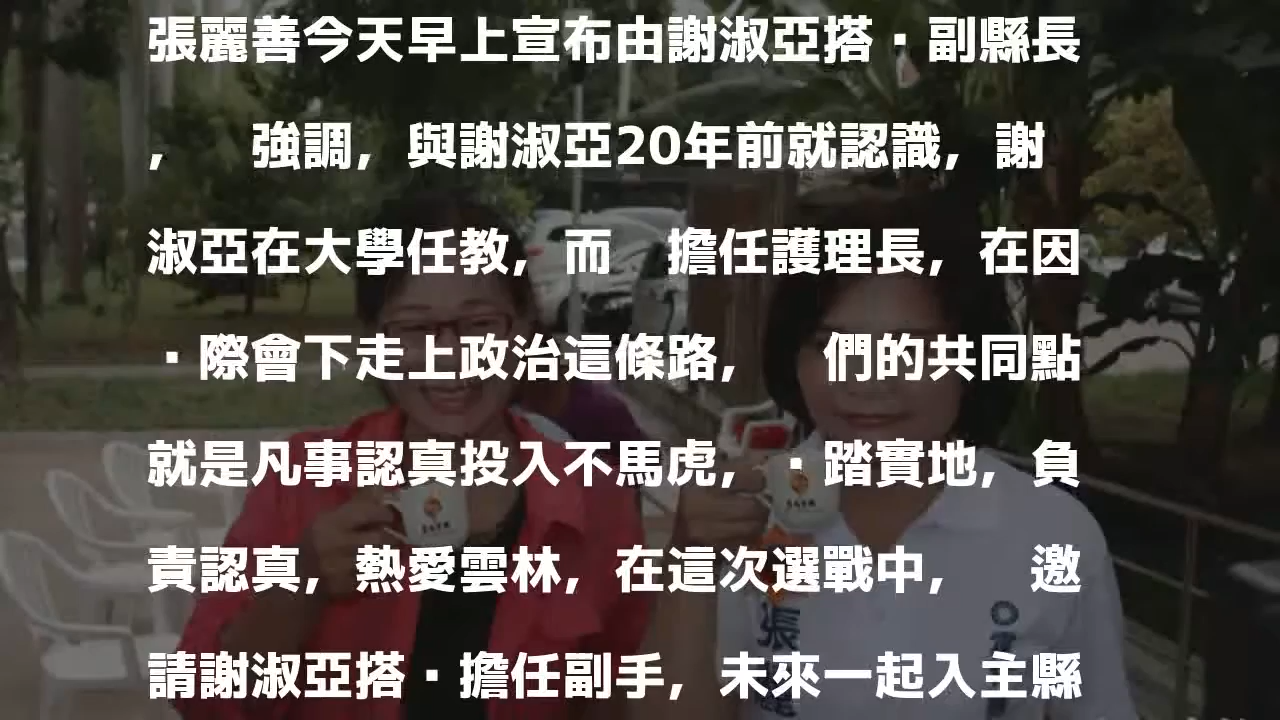 張麗善今天早上宣布由謝淑亞搭▪副縣長
, 強調, 與謝淑亞20年前就認識, 謝
淑亞在大學任教, 而 擔任護理長, 在因
▪際會下走上政治這條路, 們的共同點
就是凡事認真投入不馬虎, ▪踏實地, 負
責認真, 熱愛雲林, 在這次選戰中, 邀
請謝淑亞搭▪擔任副手, 未來一起入主縣
張